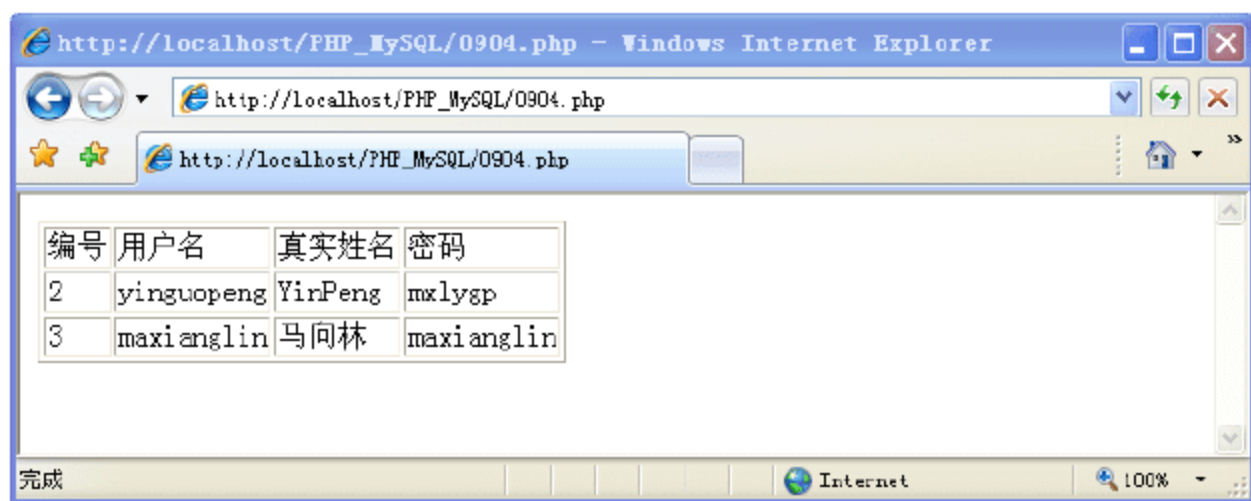 http://localhost/PHP_MySQL/0904.php - Windows Internet Explorer
http://localhost/PHP_MySQL/0904.php
http://localhost/PHP_MySQL/0904.php
编号 用户名 真实姓名 密码
2 yinguopeng YinPeng mxlygp
3 maxianglin 马向林 maxianglin
完成 Internet 100%